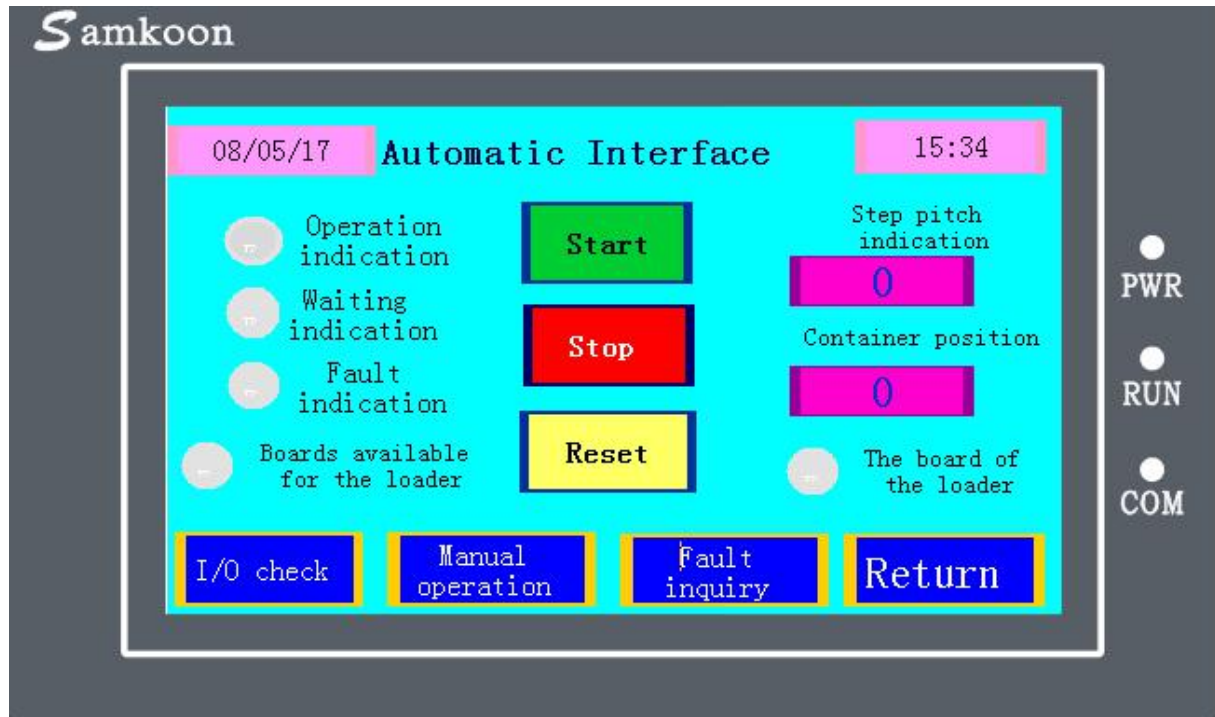 Samkoon
08/05/17
Automatic Interface
15:34
Operation
indication
Waiting
indication
Fault
indication
Boards available
for the loader
Start
Stop
Reset
Step pitch
indication
0
Container position
0
The board of
the loader
PWR
RUN
COM
I/O check
Manual
operation
Fault
inquiry
Return